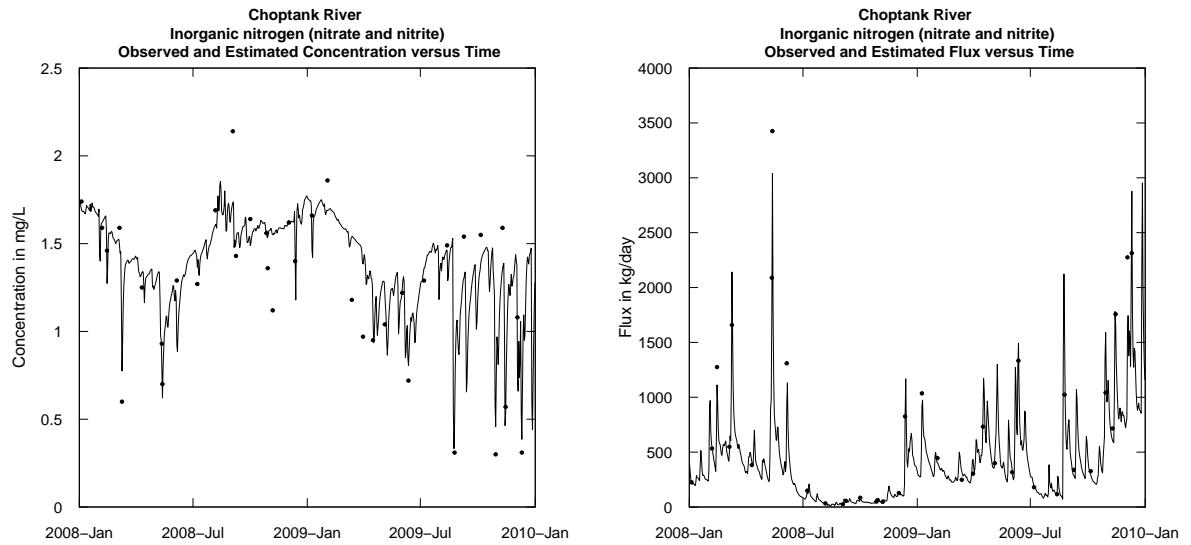 Choptank River
Inorganic nitrogen (nitrate and nitrite)
Observed and Estimated Concentration versus Time
Concentration in mg/L
2.5
2
1.5
1
0.5
0
2008−Jan
2008−Jul
2009−Jan
2009−Jul
2010−Jan
Choptank River
Inorganic nitrogen (nitrate and nitrite)
Observed and Estimated Flux versus Time
Flux in kg/day
4000
3500
3000
2500
2000
1500
1000
500
0
2008−Jan
2008−Jul
2009−Jan
2009−Jul
2010−Jan